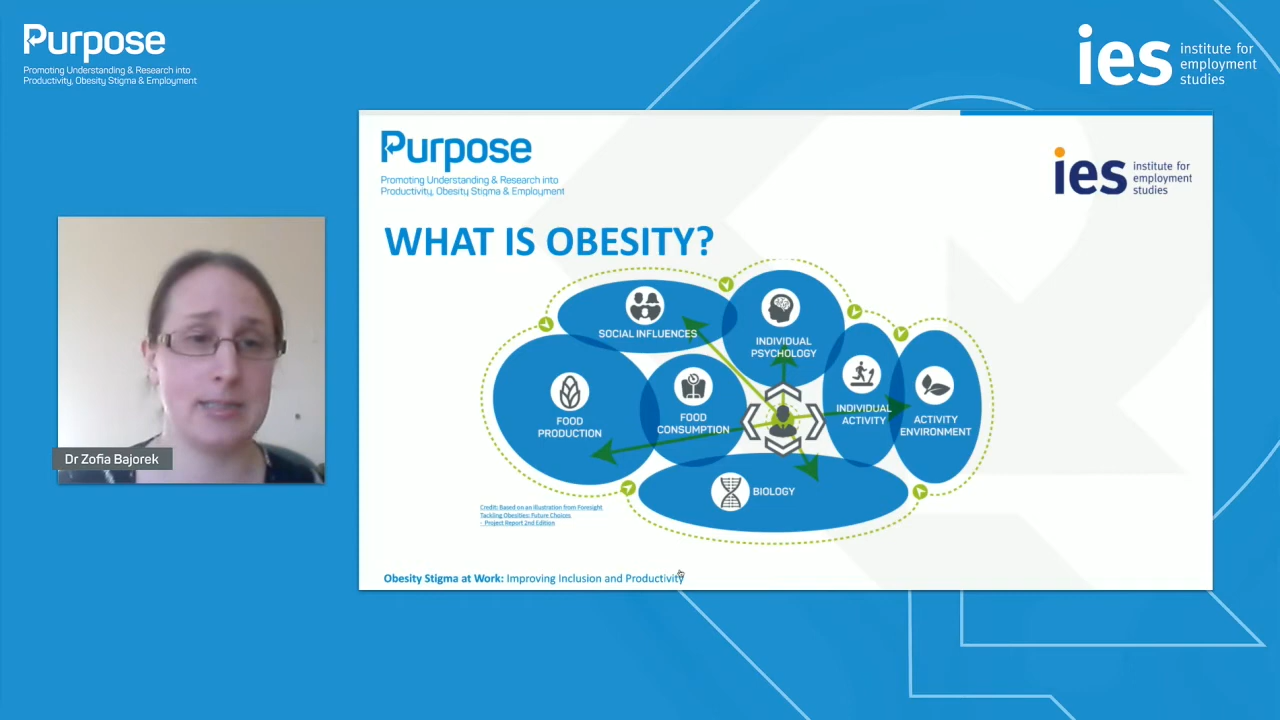 Purpose
Promoting Understanding & Research into
Productivity, Obesity Stigma & Employment
ies institute for
employment
studies
Purpose
Promoting Understanding & Research into
Productivity, Obesity Stigma & Employment
ies institute for
employment
studies
WHAT IS OBESITY?
SOCIAL INFLUENCES
INDIVIDUAL
PSYCHOLOGY
FOOD
PRODUCTION
FOOD
CONSUMPTION
INDIVIDUAL
ACTIVITY
ACTIVITY
ENVIRONMENT
BIOLOGY
Credit: Based on an illustration from Foresight
Tackling Obesities: Future Choices
- Project Report 2nd Edition
Dr Zofia Bajorek
Obesity Stigma at Work: Improving Inclusion and Productivity